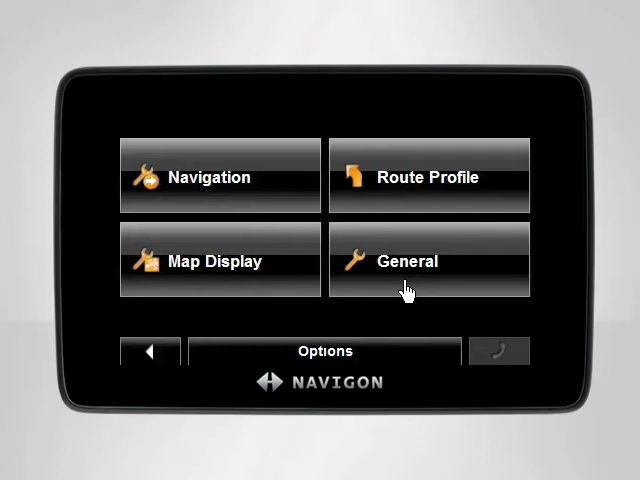 Navigation
Route Profile
Map Display
General
Options
NAVIGON